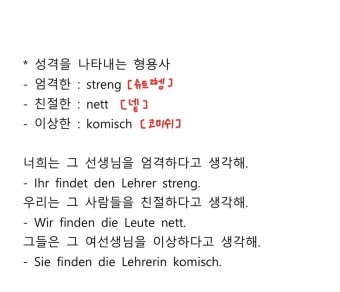 * 성격을 나타내는 형용사
- 엄격한 : streng [슈트렝]
- 친절한 : nett [넽]
- 이상한 : komisch [코미쉬]
너희는 그 선생님을 엄격하다고 생각해.
- Ihr findet den Lehrer streng.
우리는 그 사람들을 친절하다고 생각해.
- Wir finden die Leute nett.
그들은 그 여선생님을 이상하다고 생각해.
- Sie finden die Lehrerin komisch.